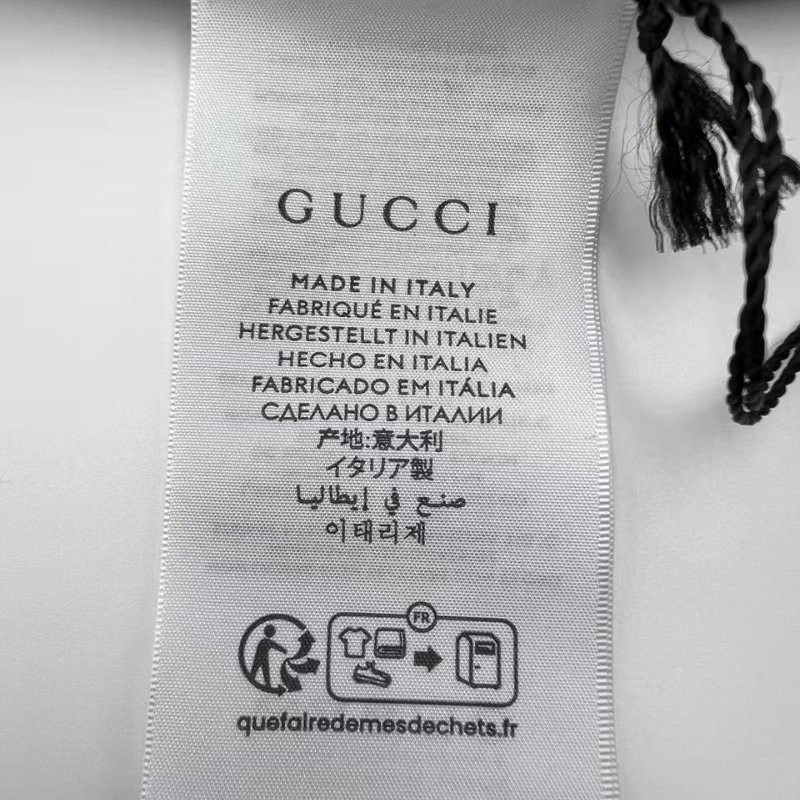 GUCCI
MADE IN ITALY
FABRIQUÉ EN ITALIE
HERGESTELLT IN ITALIEN
HECHO EN ITALIA
FABRICADO EM ITÁLIA
СДЕЛАНО В ИТАЛИИ
产地:意大利
イタリア製
صنع في إيطاليا
이태리제
FR
quefairedemesdechets.fr